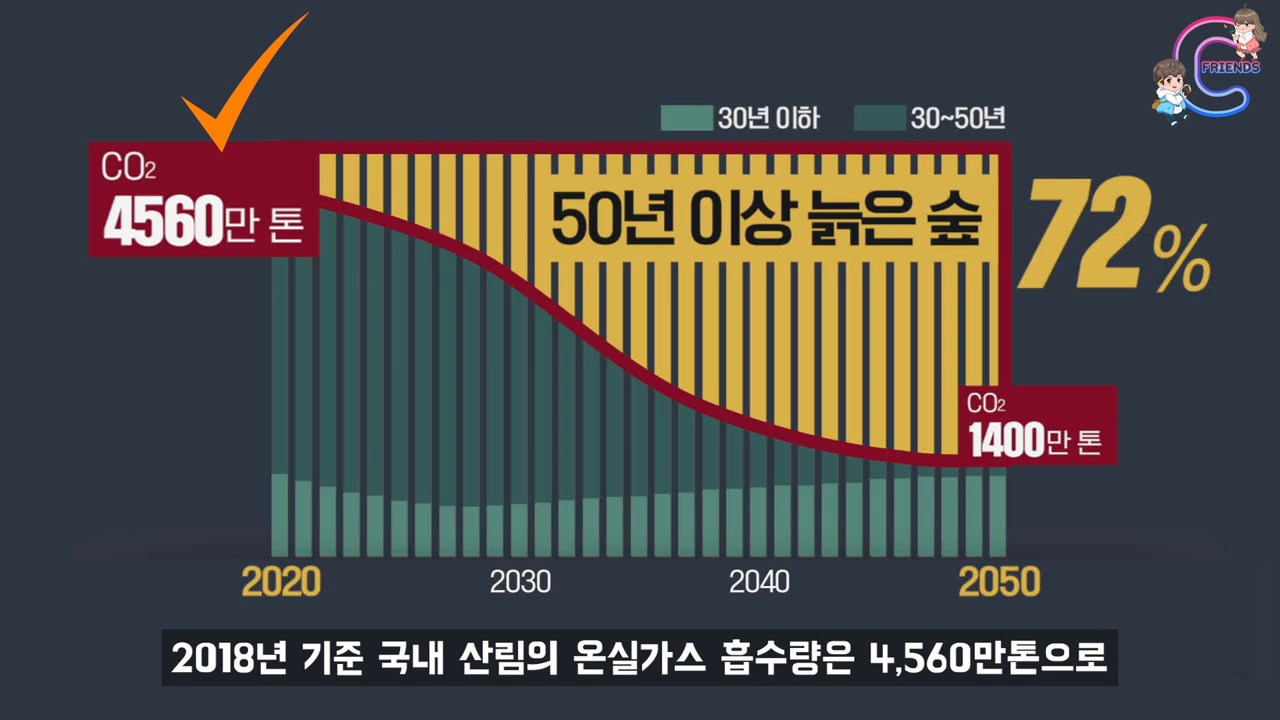 FRIENDS
30년 이하 30~50년
CO₂
4560만 톤
50년 이상 늙은 숲
72%
CO₂
1400만 톤
2020 2030 2040 2050
2018년 기준 국내 산림의 온실가스 흡수량은 4,560만톤으로